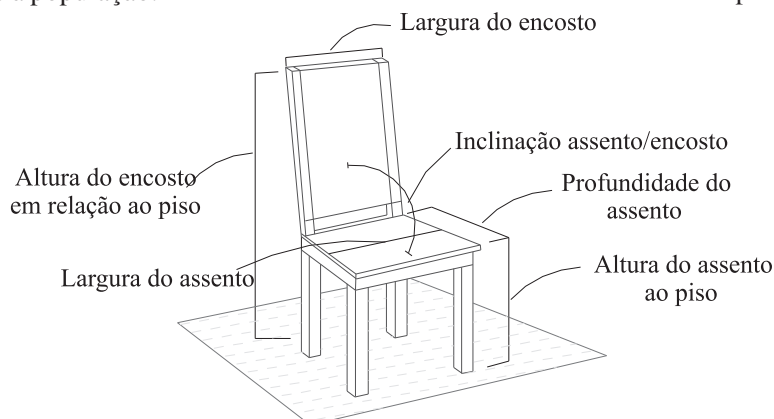 Largura do encosto
Inclinação assento/encosto
Altura do encosto
em relação ao piso
Profundidade do
assento
Largura do assento
Altura do assento
ao piso